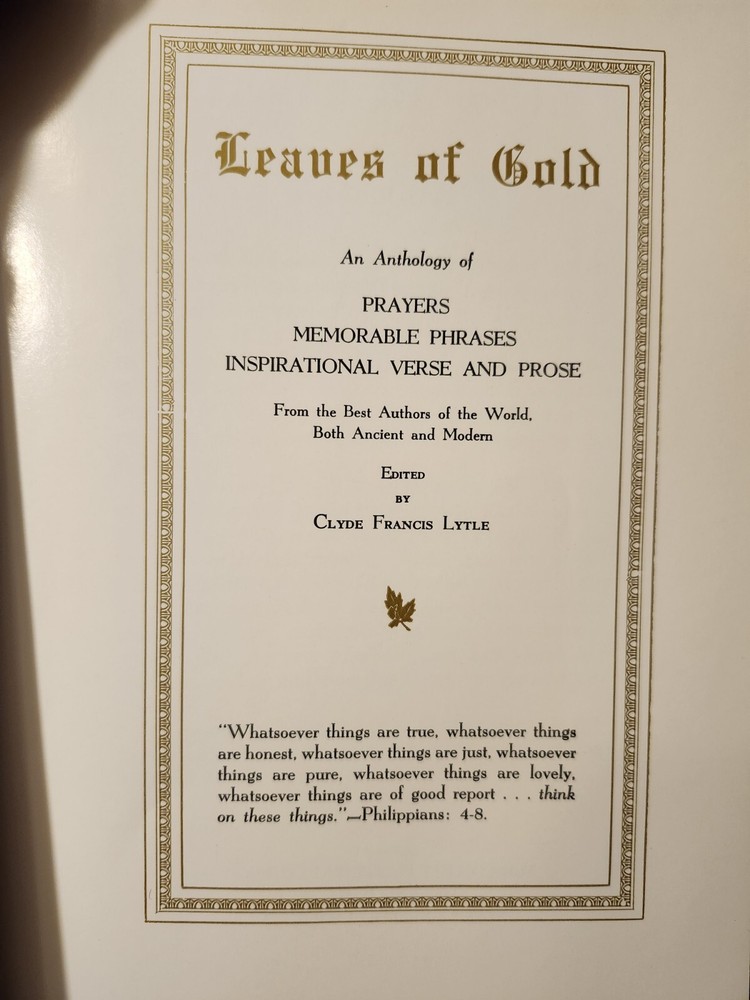 Leaves of Gold
An Anthology of
PRAYERS
MEMORABLE PHRASES
INSPIRATIONAL VERSE AND PROSE
From the Best Authors of the World,
Both Ancient and Modern
EDITED
BY
CLYDE FRANCIS LYTLE
“Whatsoever things are true, whatsoever things
are honest, whatsoever things are just, whatsoever
things are pure, whatsoever things are lovely,
whatsoever things are of good report . . . think
on these things.”—Philippians: 4-8.